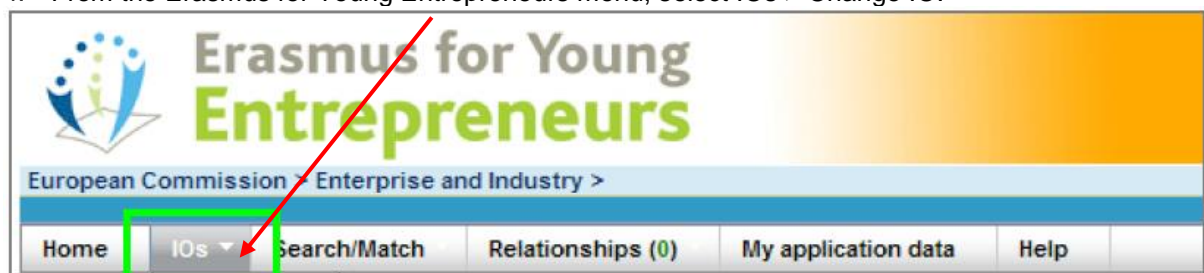 From the Erasmus for Young Entrepreneurs menu, select IOs > Change IO.
Erasmus for Young
Entrepreneurs
European Commission > Enterprise and Industry >
Home IOs Search/Match Relationships (0) My application data Help